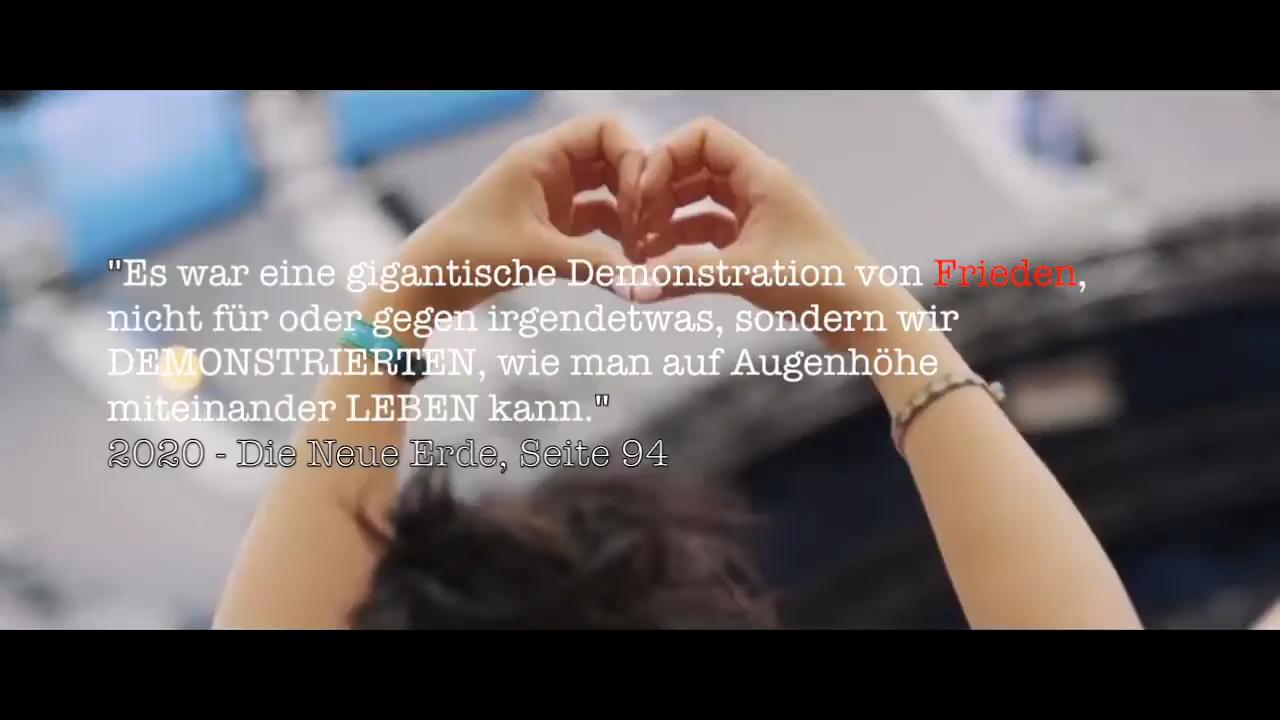 "Es war eine gigantische Demonstration von Frieden,
nicht für oder gegen irgendetwas, sondern wir
DEMONSTRIERTEN, wie man auf Augenhöhe
miteinander LEBEN kann."
2020 - Die Neue Erde, Seite 94